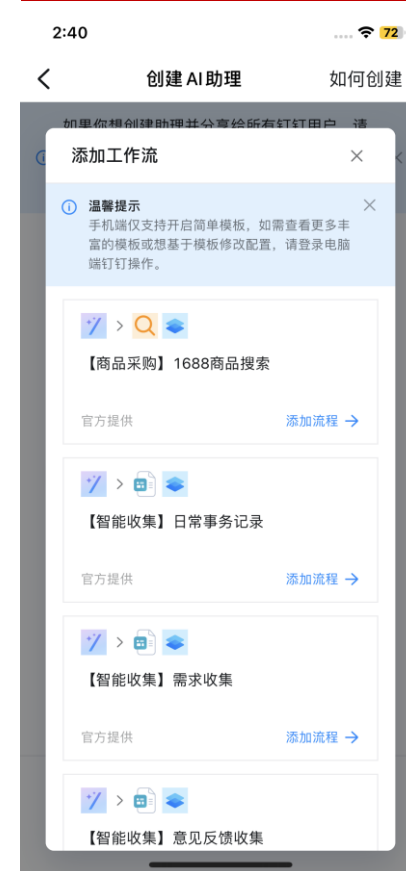 2:40
72
创建AI助理
如何创建
如果你想创建助理并分享给所有钉钉用户，请
添加工作流
温馨提示
手机端仅支持开启简单模板，如需查看更多丰
富的模板或想基于模板修改配置，请登录电脑
端钉钉操作。
【商品采购】1688商品搜索
官方提供
添加流程
【智能收集】日常事务记录
官方提供
添加流程
【智能收集】需求收集
官方提供
添加流程
【智能收集】意见反馈收集